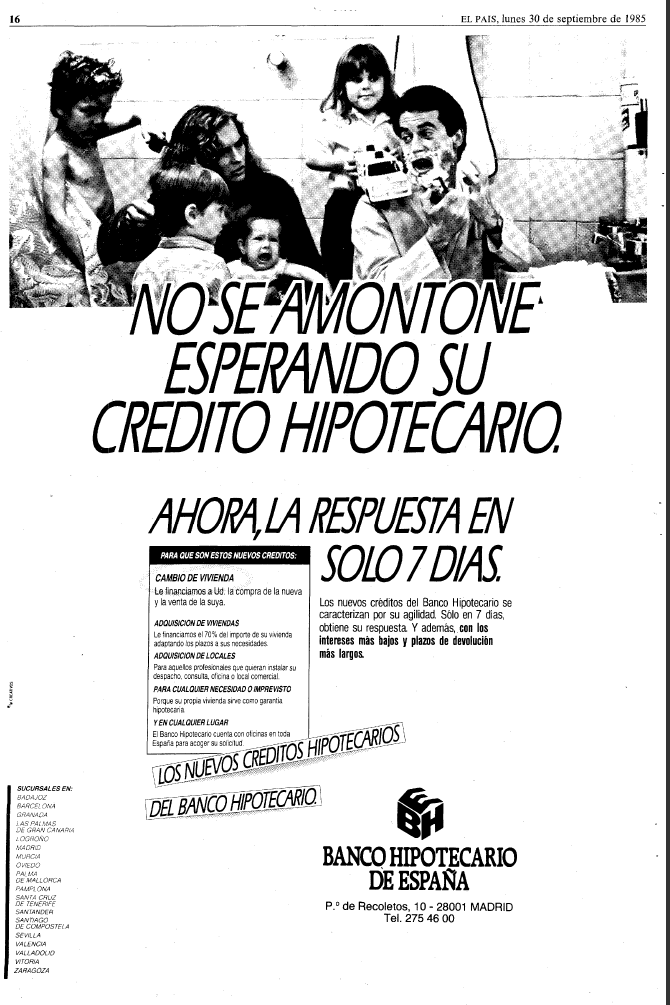 16
EL PAIS, lunes 30 de septiembre de 1985
NO SE AMONTONE
ESPERANDO SU
CREDITO HIPOTECARIO.
AHORA, LA RESPUESTA EN
SOLO 7 DIAS.
PARA QUE SON ESTOS NUEVOS CREDITOS:
CAMBIO DE VIVIENDA
Le financiamos a Ud. la compra de la nueva
y la venta de la suya.
ADQUISICION DE VIVIENDAS
Le financiamos el 70% del importe de su vivienda
adaptando los plazos a sus necesidades.
ADQUISICION DE LOCALES
Para aquellos profesionales que quieran instalar su
despacho, consulta, oficina o local comercial.
PARA CUALQUIER NECESIDAD O IMPREVISTO
Porque su propia vivienda sirve como garantía
hipotecaria.
Y EN CUALQUIER LUGAR
El Banco Hipotecario cuenta con oficinas en toda
España para acoger su solicitud.
Los nuevos créditos del Banco Hipotecario se
caracterizan por su agilidad. Sólo en 7 días,
obtiene su respuesta. Y además, con los
intereses más bajos y plazos de devolución
más largos.
LOS NUEVOS CREDITOS HIPOTECARIOS
DEL BANCO HIPOTECARIO.
SUCURSALES EN:
BADAJOZ
BARCELONA
GRANADA
LAS PALMAS
DE GRAN CANARIA
LOGROÑO
MADRID
MURCIA
OVIEDO
PALMA
DE MALLORCA
PAMPLONA
SANTA CRUZ
DE TENERIFE
SANTANDER
SANTIAGO
DE COMPOSTELA
SEVILLA
VALENCIA
VALLADOLID
VITORIA
ZARAGOZA
BHE
BANCO HIPOTECARIO
DE ESPAÑA
P.º de Recoletos, 10 - 28001 MADRID
Tel. 275 46 00